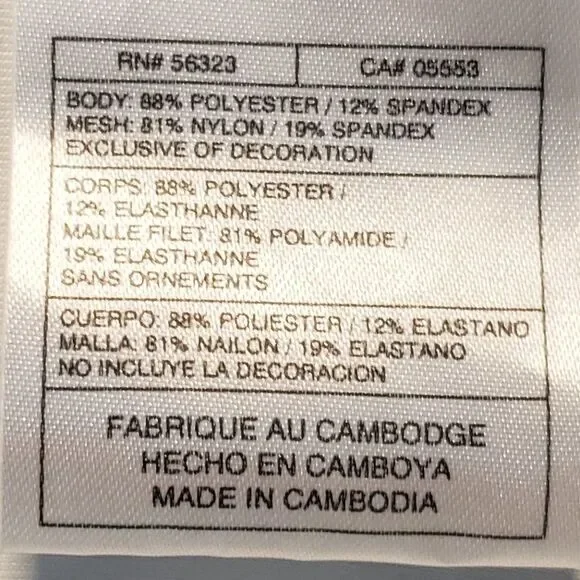 RN# 56323 CA# 05553
BODY: 88% POLYESTER / 12% SPANDEX
MESH: 81% NYLON / 19% SPANDEX
EXCLUSIVE OF DECORATION
CORPS: 88% POLYESTER /
12% ELASTHANNE
MAILLE FILET: 81% POLYAMIDE /
19% ELASTHANNE
SANS ORNEMENTS
CUERPO: 88% POLIESTER / 12% ELASTANO
MALLA: 81% NAILON / 19% ELASTANO
NO INCLUYE LA DECORACION
FABRIQUE AU CAMBODGE
HECHO EN CAMBOYA
MADE IN CAMBODIA